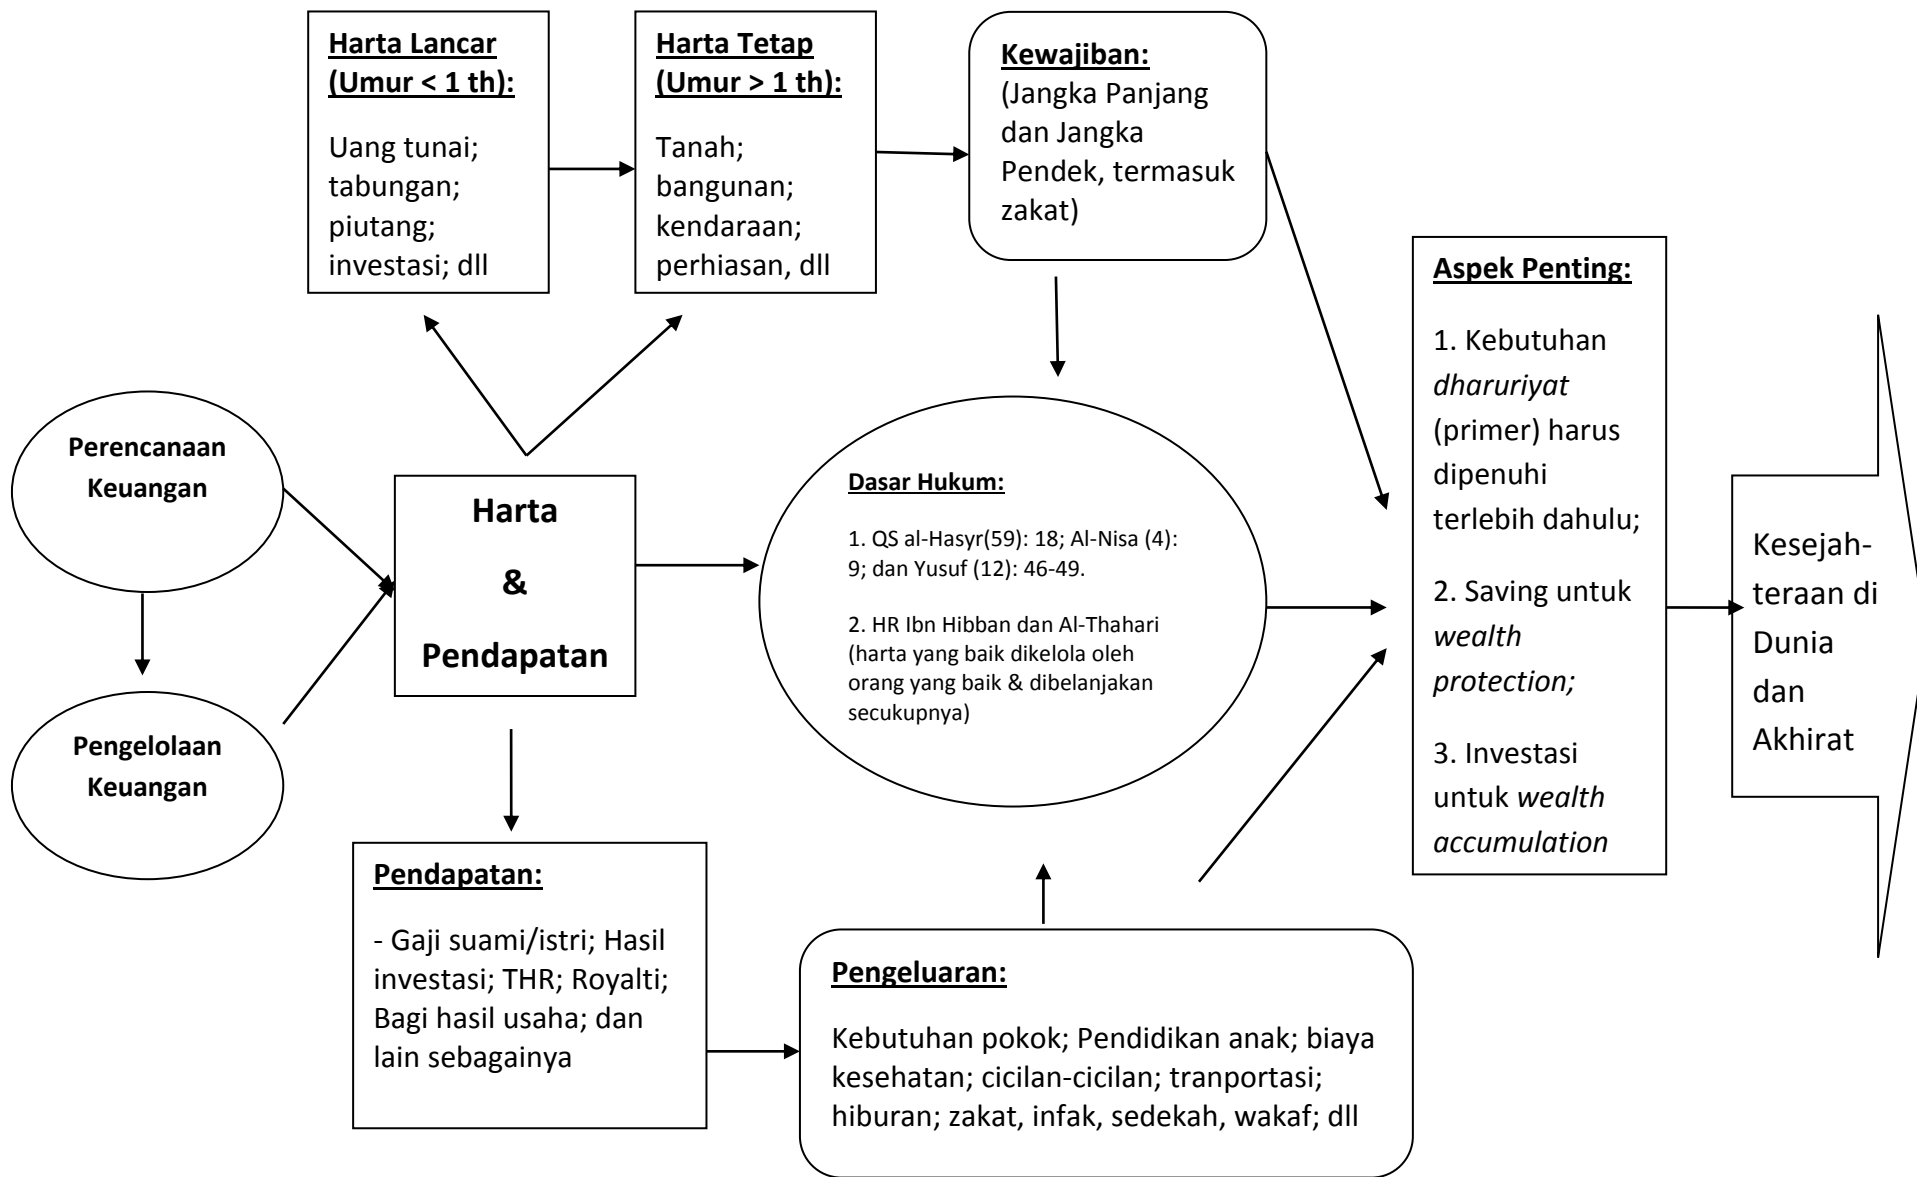 Harta Lancar
(Umur < 1 th):
Uang tunai;
tabungan;
piutang;
investasi; dll
Harta Tetap
(Umur > 1 th):
Tanah;
bangunan;
kendaraan;
perhiasan, dll
Kewajiban:
(Jangka Panjang
dan Jangka
Pendek, termasuk
zakat)
Perencanaan
Keuangan
Pengelolaan
Keuangan
Harta
&
Pendapatan
Dasar Hukum:
1. QS al-Hasyr(59): 18; Al-Nisa (4):
9; dan Yusuf (12): 46-49.
2. HR Ibn Hibban dan Al-Thahari
(harta yang baik dikelola oleh
orang yang baik & dibelanjakan
secukupnya)
Pendapatan:
- Gaji suami/istri; Hasil
investasi; THR; Royalti;
Bagi hasil usaha; dan
lain sebagainya
Pengeluaran:
Kebutuhan pokok; Pendidikan anak; biaya
kesehatan; cicilan-cicilan; tranportasi;
hiburan; zakat, infak, sedekah, wakaf; dll
Aspek Penting:
1. Kebutuhan
dharuriyat
(primer) harus
dipenuhi
terlebih dahulu;
2. Saving untuk
wealth
protection;
3. Investasi
untuk wealth
accumulation
Kesejah-
teraan di
Dunia
dan
Akhirat